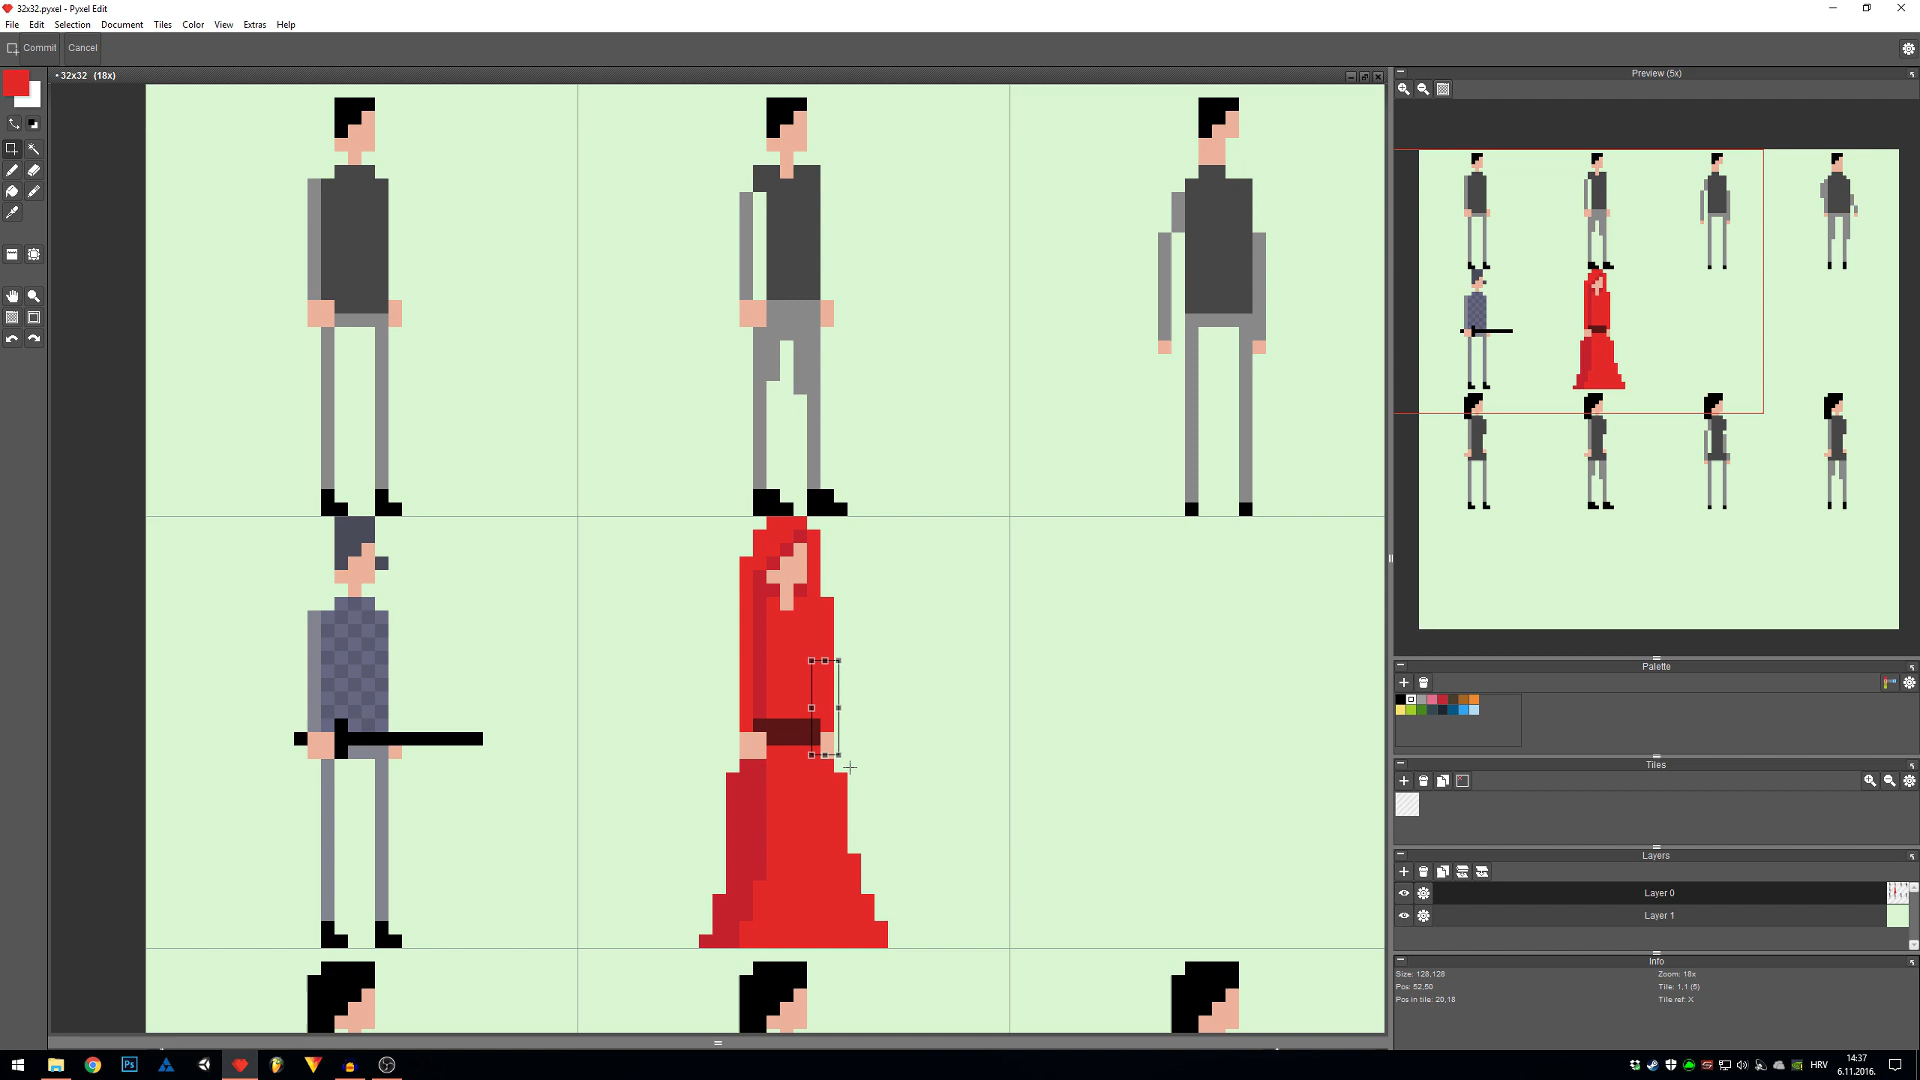 32x32.pyxel - Pyxel Edit
File Edit Selection Document Tiles Color View Extras Help
Commit Cancel
• 32x32 (18x)
Preview (5x)
Palette
Tiles
Layers
Layer 0
Layer 1
Info
Size: 128,128 Zoom: 18x
Pos: 52,50 Tile: 1,1 (5)
Pos in tile: 20,18 Tile ref: X
Ps
HRV
14:37
6.11.2016.